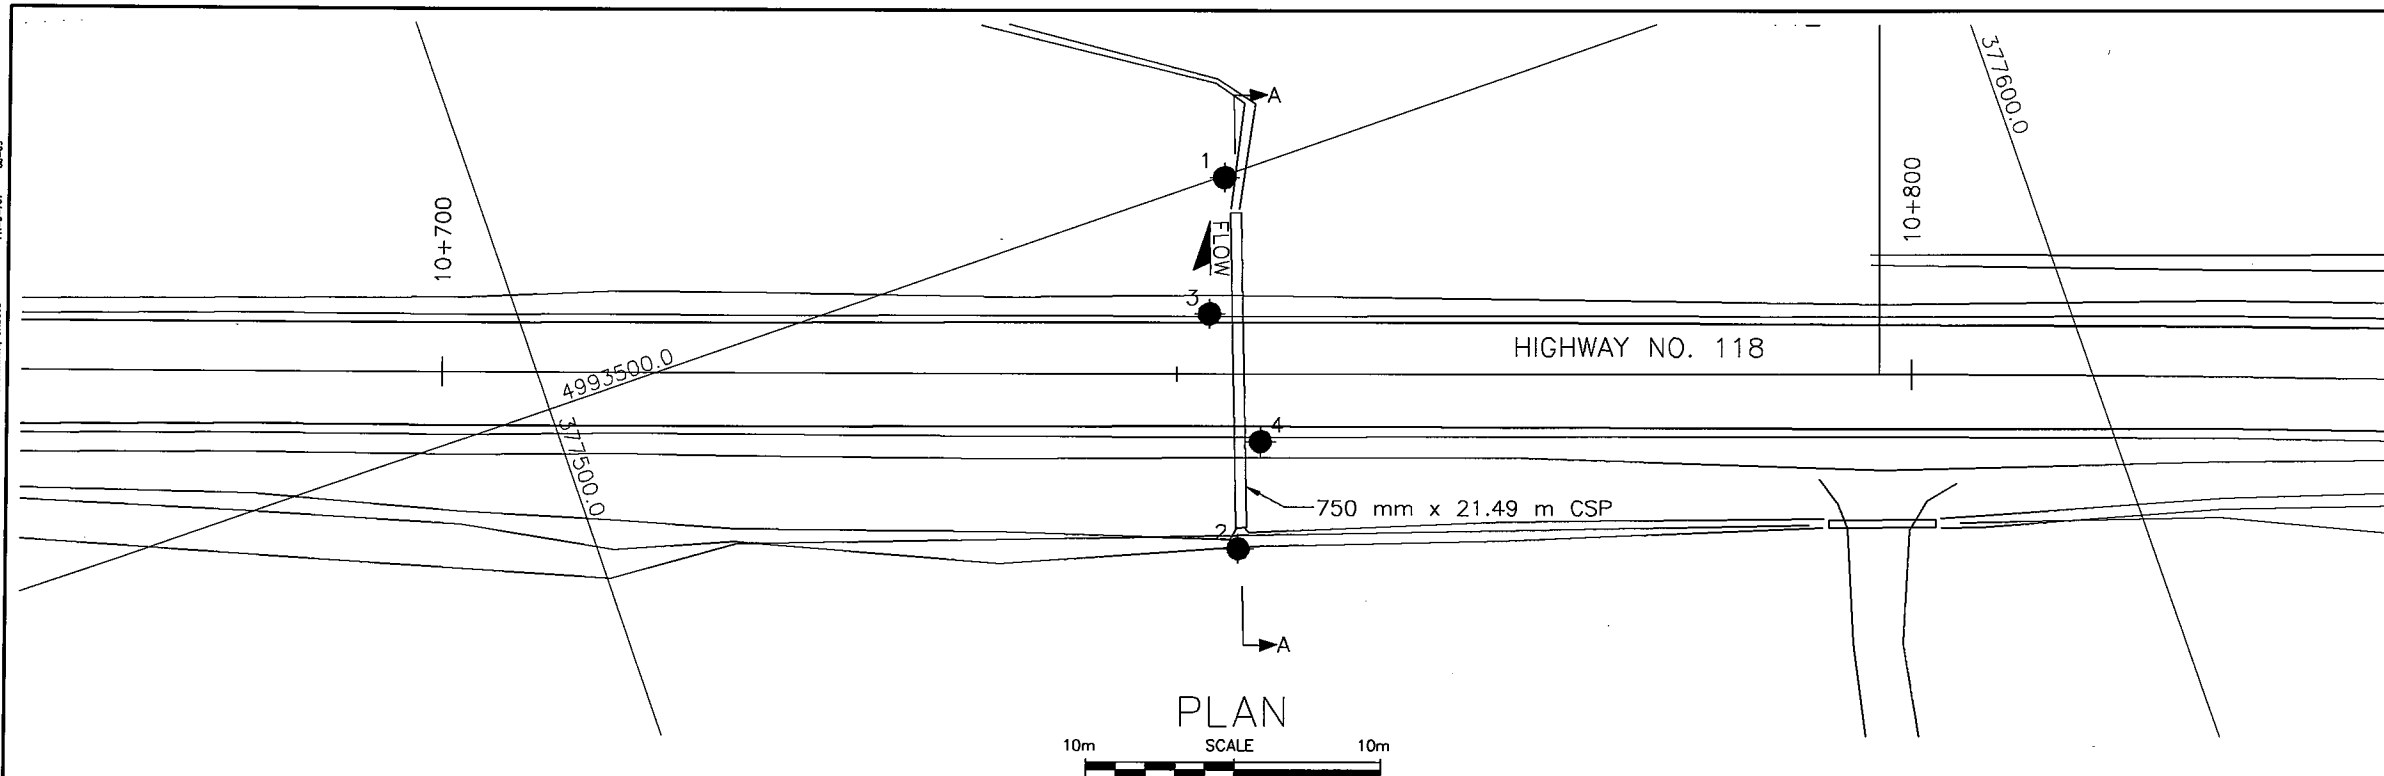 A
377600.0
1
10+700
10+800
FLOW
3
HIGHWAY NO. 118
4993500.0
377500.0
4
750 mm x 21.49 m CSP
2
A
PLAN
10m SCALE 10m